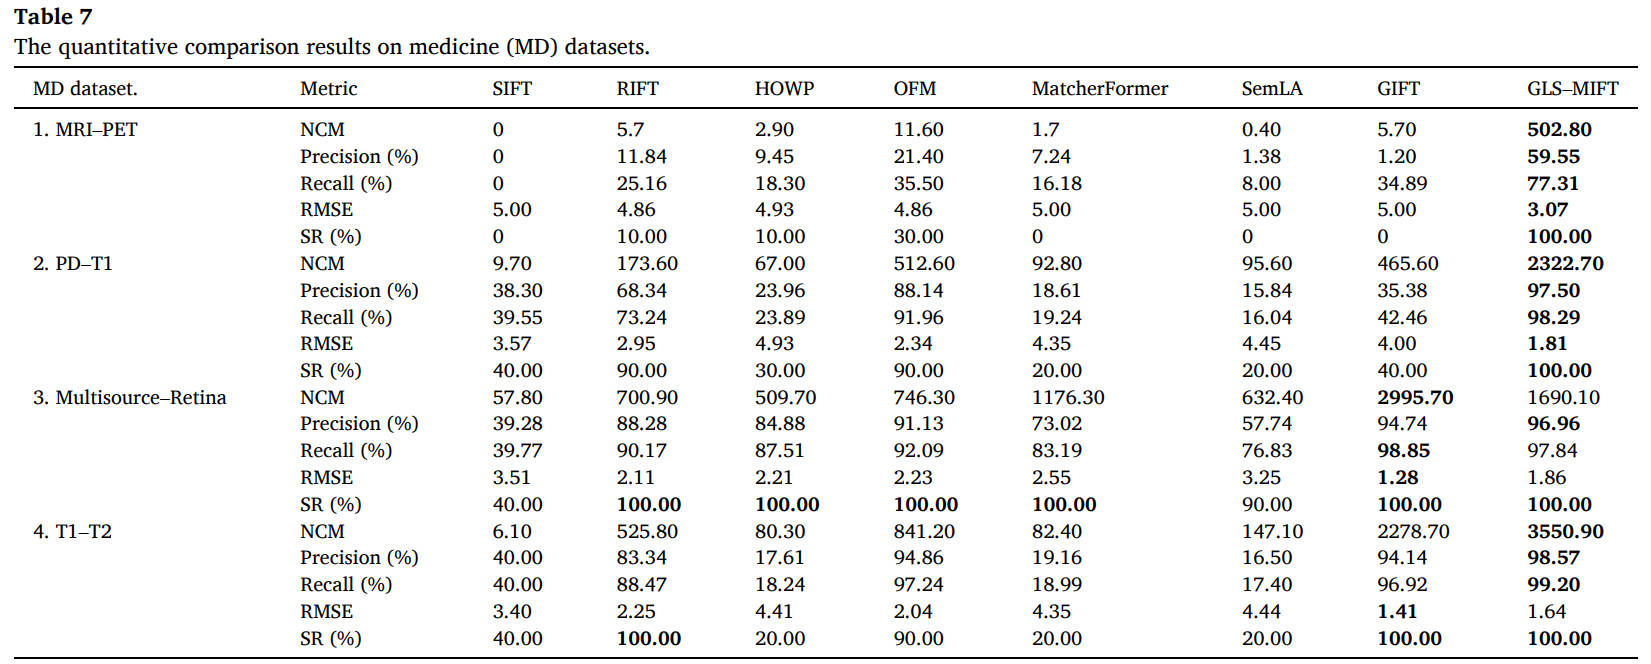 Table 7
The quantitative comparison results on medicine (MD) datasets.
MD dataset. Metric SIFT RIFT HOWP OFM MatcherFormer SemLA GIFT GLS–MIFT
1. MRI–PET NCM 0 5.7 2.90 11.60 1.7 0.40 5.70 502.80
Precision (%) 0 11.84 9.45 21.40 7.24 1.38 1.20 59.55
Recall (%) 0 25.16 18.30 35.50 16.18 8.00 34.89 77.31
RMSE 5.00 4.86 4.93 4.86 5.00 5.00 5.00 3.07
SR (%) 0 10.00 10.00 30.00 0 0 0 100.00
2. PD–T1 NCM 9.70 173.60 67.00 512.60 92.80 95.60 465.60 2322.70
Precision (%) 38.30 68.34 23.96 88.14 18.61 15.84 35.38 97.50
Recall (%) 39.55 73.24 23.89 91.96 19.24 16.04 42.46 98.29
RMSE 3.57 2.95 4.93 2.34 4.35 4.45 4.00 1.81
SR (%) 40.00 90.00 30.00 90.00 20.00 20.00 40.00 100.00
3. Multisource–Retina NCM 57.80 700.90 509.70 746.30 1176.30 632.40 2995.70 1690.10
Precision (%) 39.28 88.28 84.88 91.13 73.02 57.74 94.74 96.96
Recall (%) 39.77 90.17 87.51 92.09 83.19 76.83 98.85 97.84
RMSE 3.51 2.11 2.21 2.23 2.55 3.25 1.28 1.86
SR (%) 40.00 100.00 100.00 100.00 100.00 90.00 100.00 100.00
4. T1–T2 NCM 6.10 525.80 80.30 841.20 82.40 147.10 2278.70 3550.90
Precision (%) 40.00 83.34 17.61 94.86 19.16 16.50 94.14 98.57
Recall (%) 40.00 88.47 18.24 97.24 18.99 17.40 96.92 99.20
RMSE 3.40 2.25 4.41 2.04 4.35 4.44 1.41 1.64
SR (%) 40.00 100.00 20.00 90.00 20.00 20.00 100.00 100.00